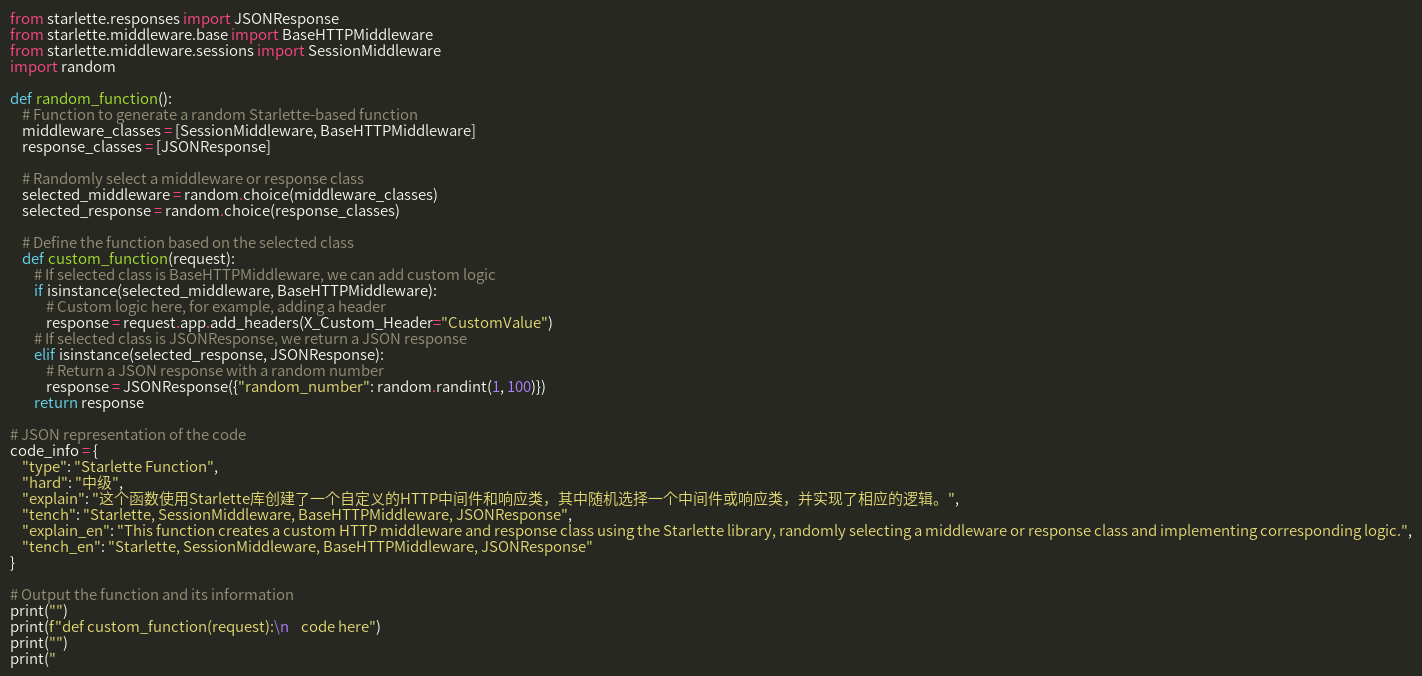 from starlette.responses import JSONResponse
from starlette.middleware.base import BaseHTTPMiddleware
from starlette.middleware.sessions import SessionMiddleware
import random

def random_function():
    # Function to generate a random Starlette-based function
    middleware_classes = [SessionMiddleware, BaseHTTPMiddleware]
    response_classes = [JSONResponse]

    # Randomly select a middleware or response class
    selected_middleware = random.choice(middleware_classes)
    selected_response = random.choice(response_classes)

    # Define the function based on the selected class
    def custom_function(request):
        # If selected class is BaseHTTPMiddleware, we can add custom logic
        if isinstance(selected_middleware, BaseHTTPMiddleware):
            # Custom logic here, for example, adding a header
            response = request.app.add_headers(X_Custom_Header="CustomValue")
        # If selected class is JSONResponse, we return a JSON response
        elif isinstance(selected_response, JSONResponse):
            # Return a JSON response with a random number
            response = JSONResponse({"random_number": random.randint(1, 100)})
        return response

# JSON representation of the code
code_info = {
    "type": "Starlette Function",
    "hard": "中级",
    "explain": "这个函数使用Starlette库创建了一个自定义的HTTP中间件和响应类，其中随机选择一个中间件或响应类，并实现了相应的逻辑。",
    "tench": "Starlette, SessionMiddleware, BaseHTTPMiddleware, JSONResponse",
    "explain_en": "This function creates a custom HTTP middleware and response class using the Starlette library, randomly selecting a middleware or response class and implementing corresponding logic.",
    "tench_en": "Starlette, SessionMiddleware, BaseHTTPMiddleware, JSONResponse"
}

# Output the function and its information
print("")
print(f"def custom_function(request):\n    code here")
print("")
print("